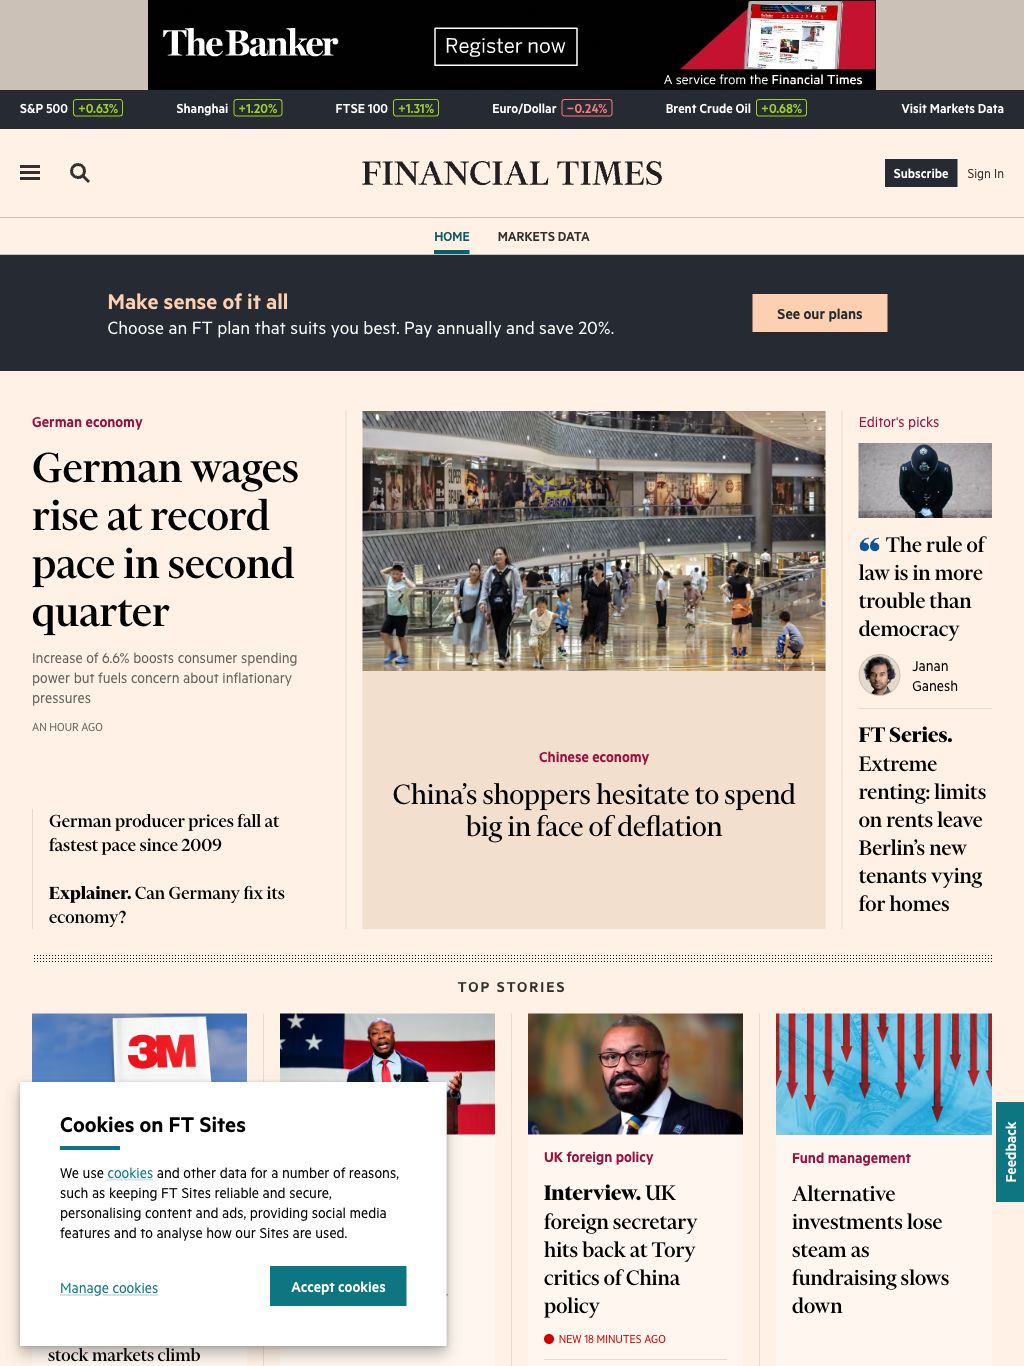 The Banker
Register now
A service from the Financial Times
S&P 500 +0.63%
Shanghai +1.20%
FTSE 100 +1.31%
Euro/Dollar −0.24%
Brent Crude Oil +0.68%
Visit Markets Data
FINANCIAL TIMES
Subscribe
Sign In
HOME
MARKETS DATA
Make sense of it all
Choose an FT plan that suits you best. Pay annually and save 20%.
See our plans
German economy
German wages
rise at record
pace in second
quarter
Increase of 6.6% boosts consumer spending
power but fuels concern about inflationary
pressures
AN HOUR AGO
German producer prices fall at
fastest pace since 2009
Explainer. Can Germany fix its
economy?
Chinese economy
China’s shoppers hesitate to spend
big in face of deflation
Editor's picks
“ The rule of
law is in more
trouble than
democracy
Janan
Ganesh
FT Series.
Extreme
renting: limits
on rents leave
Berlin’s new
tenants vying
for homes
TOP STORIES
3M
UK foreign policy
Interview. UK
foreign secretary
hits back at Tory
critics of China
policy
NEW 18 MINUTES AGO
Fund management
Alternative
investments lose
steam as
fundraising slows
down
Feedback
Cookies on FT Sites
We use cookies and other data for a number of reasons,
such as keeping FT Sites reliable and secure,
personalising content and ads, providing social media
features and to analyse how our Sites are used.
Manage cookies
Accept cookies
stock markets climb